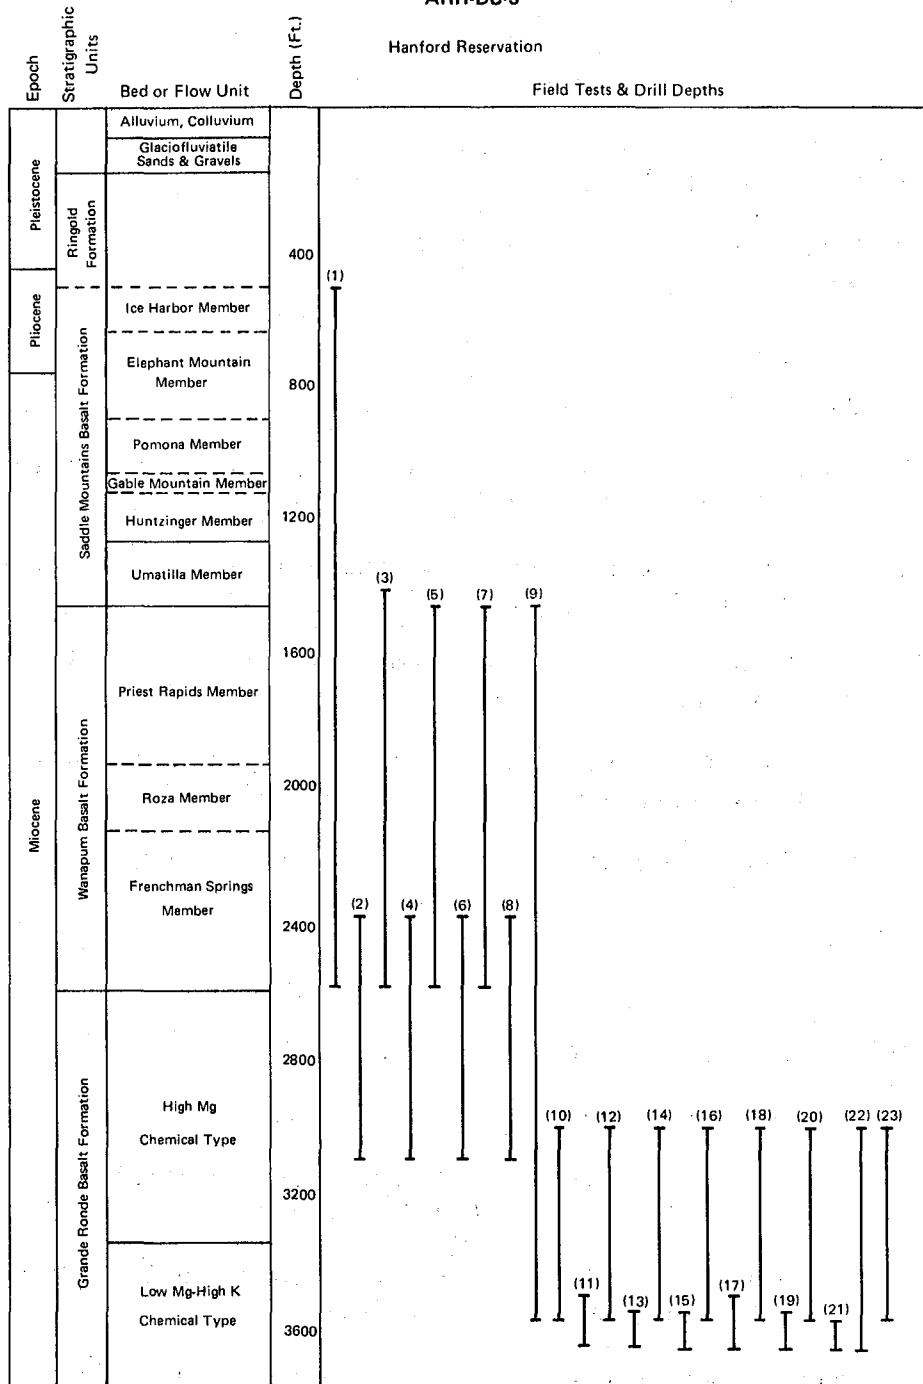 Hanford Reservation
Epoch
Stratigraphic
Units
Bed or Flow Unit
Depth (Ft.)
Field Tests & Drill Depths
Pleistocene
Pliocene
Miocene
Ringold
Formation
Saddle Mountains Basalt Formation
Wanapum Basalt Formation
Grande Ronde Basalt Formation
Alluvium, Colluvium
Glaciofluviatile
Sands & Gravels
Ice Harbor Member
Elephant Mountain
Member
Pomona Member
Gable Mountain Member
Huntzinger Member
Umatilla Member
Priest Rapids Member
Roza Member
Frenchman Springs
Member
High Mg
Chemical Type
Low Mg-High K
Chemical Type
400
800
1200
1600
2000
2400
2800
3200
3600
(1)
(3) (5) (7) (9)
(2) (4) (6) (8)
(10) (12) (14) (16) (18) (20) (22) (23)
(11) (13) (15) (17) (19) (21)